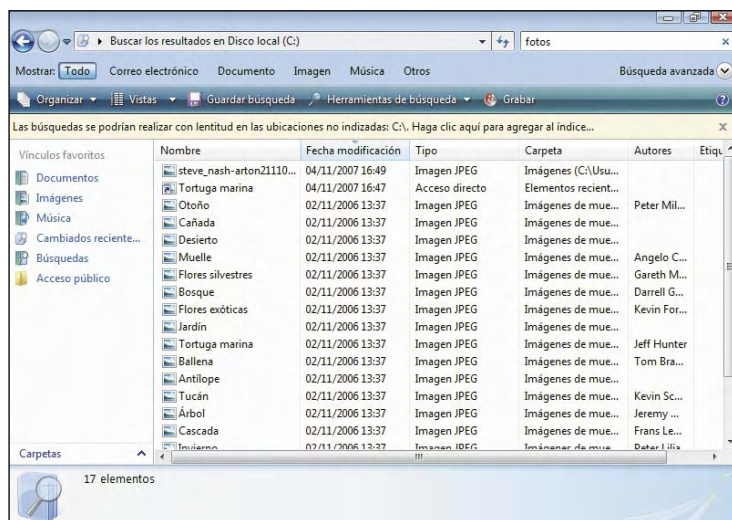 Buscar los resultados en Disco local (C:) fotos
Mostrar: Todo Correo electrónico Documento Imagen Música Otros Búsqueda avanzada
Organizar Vistas Guardar búsqueda Herramientas de búsqueda Grabar
Las búsquedas se podrían realizar con lentitud en las ubicaciones no indizadas: C:\. Haga clic aquí para agregar al índice...
Vínculos favoritos
Documentos
Imágenes
Música
Cambiados reciente...
Búsquedas
Acceso público
Carpetas
Nombre Fecha modificación Tipo Carpeta Autores Etiqu
steve_nash-arton21110... 04/11/2007 16:49 Imagen JPEG Imágenes (C:\Usu...
Tortuga marina 04/11/2007 16:47 Acceso directo Elementos recient...
Otoño 02/11/2006 13:37 Imagen JPEG Imágenes de mue... Peter Mil...
Cañada 02/11/2006 13:37 Imagen JPEG Imágenes de mue...
Desierto 02/11/2006 13:37 Imagen JPEG Imágenes de mue...
Muelle 02/11/2006 13:37 Imagen JPEG Imágenes de mue... Angelo C...
Flores silvestres 02/11/2006 13:37 Imagen JPEG Imágenes de mue... Gareth M...
Bosque 02/11/2006 13:37 Imagen JPEG Imágenes de mue... Darrell G...
Flores exóticas 02/11/2006 13:37 Imagen JPEG Imágenes de mue... Kevin For...
Jardín 02/11/2006 13:37 Imagen JPEG Imágenes de mue...
Tortuga marina 02/11/2006 13:37 Imagen JPEG Imágenes de mue... Jeff Hunter
Ballena 02/11/2006 13:37 Imagen JPEG Imágenes de mue... Tom Bra...
Antílope 02/11/2006 13:37 Imagen JPEG Imágenes de mue...
Tucán 02/11/2006 13:37 Imagen JPEG Imágenes de mue... Kevin Sc...
Árbol 02/11/2006 13:37 Imagen JPEG Imágenes de mue... Jeremy ...
Cascada 02/11/2006 13:37 Imagen JPEG Imágenes de mue... Frans Le...
Invierno 02/11/2006 13:37 Imagen JPEG Imágenes de mue... Peter Lilja
17 elementos